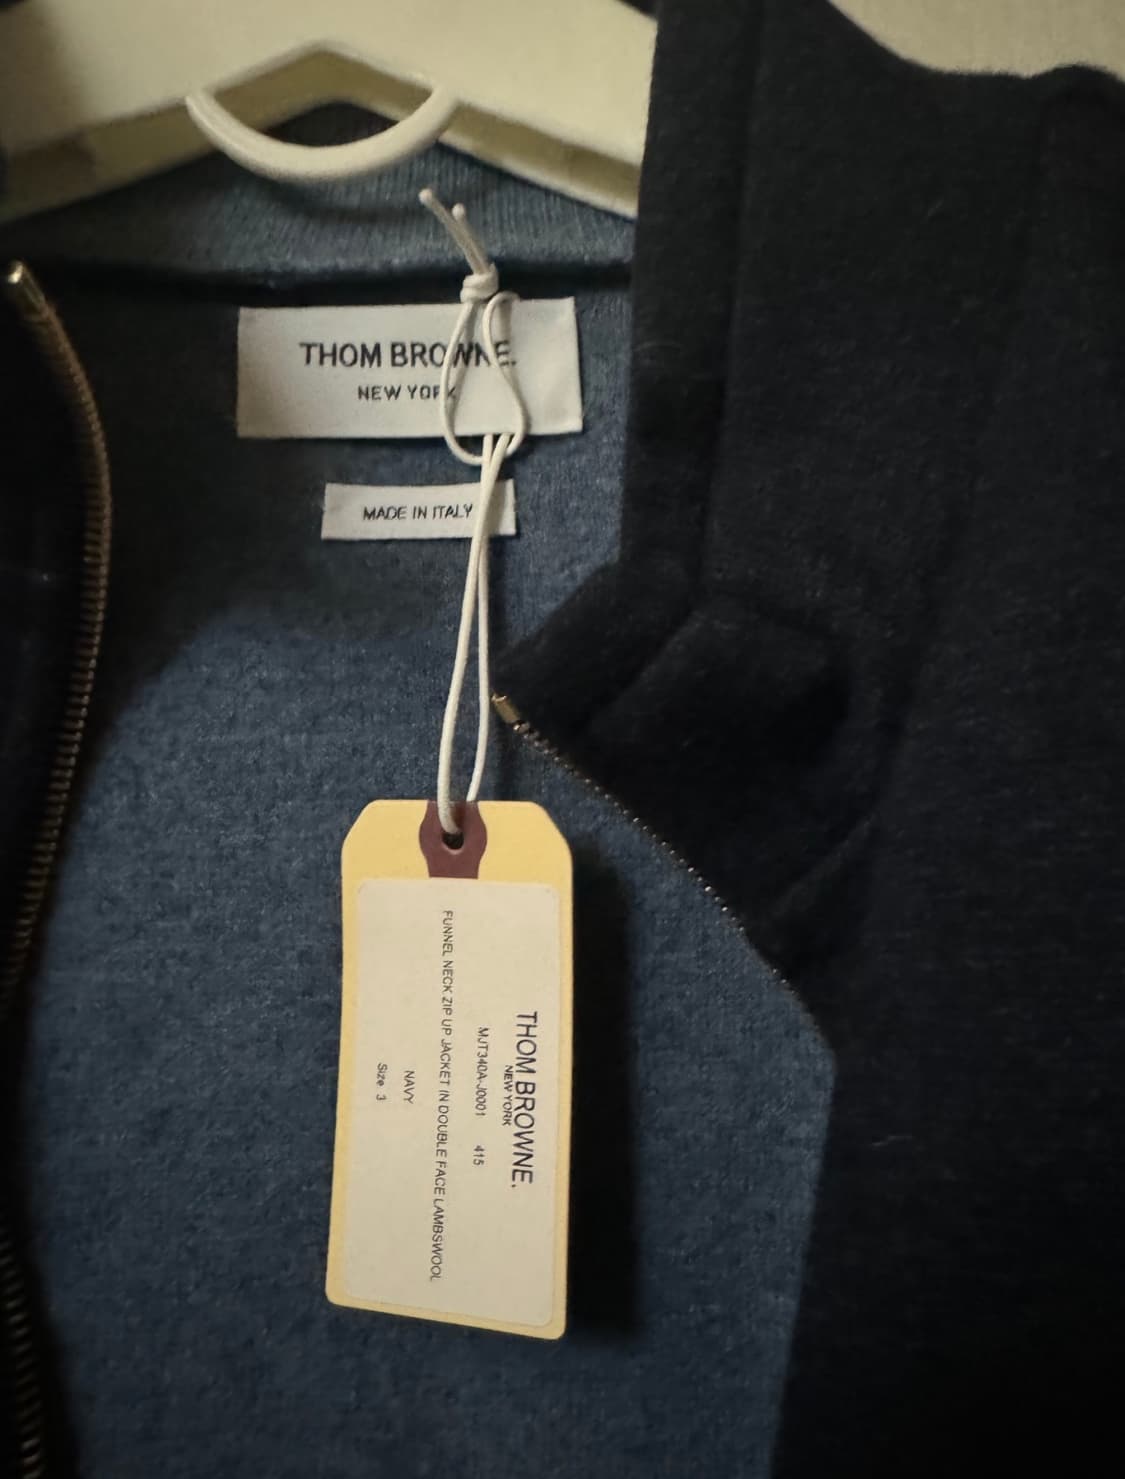 THOM BROWNE.
NEW YORK
MADE IN ITALY
THOM BROWNE.
NEW YORK
MJT340A-J0001 415
FUNNEL NECK ZIP UP JACKET IN DOUBLE FACE LAMBSWOOL
NAVY
Size 3